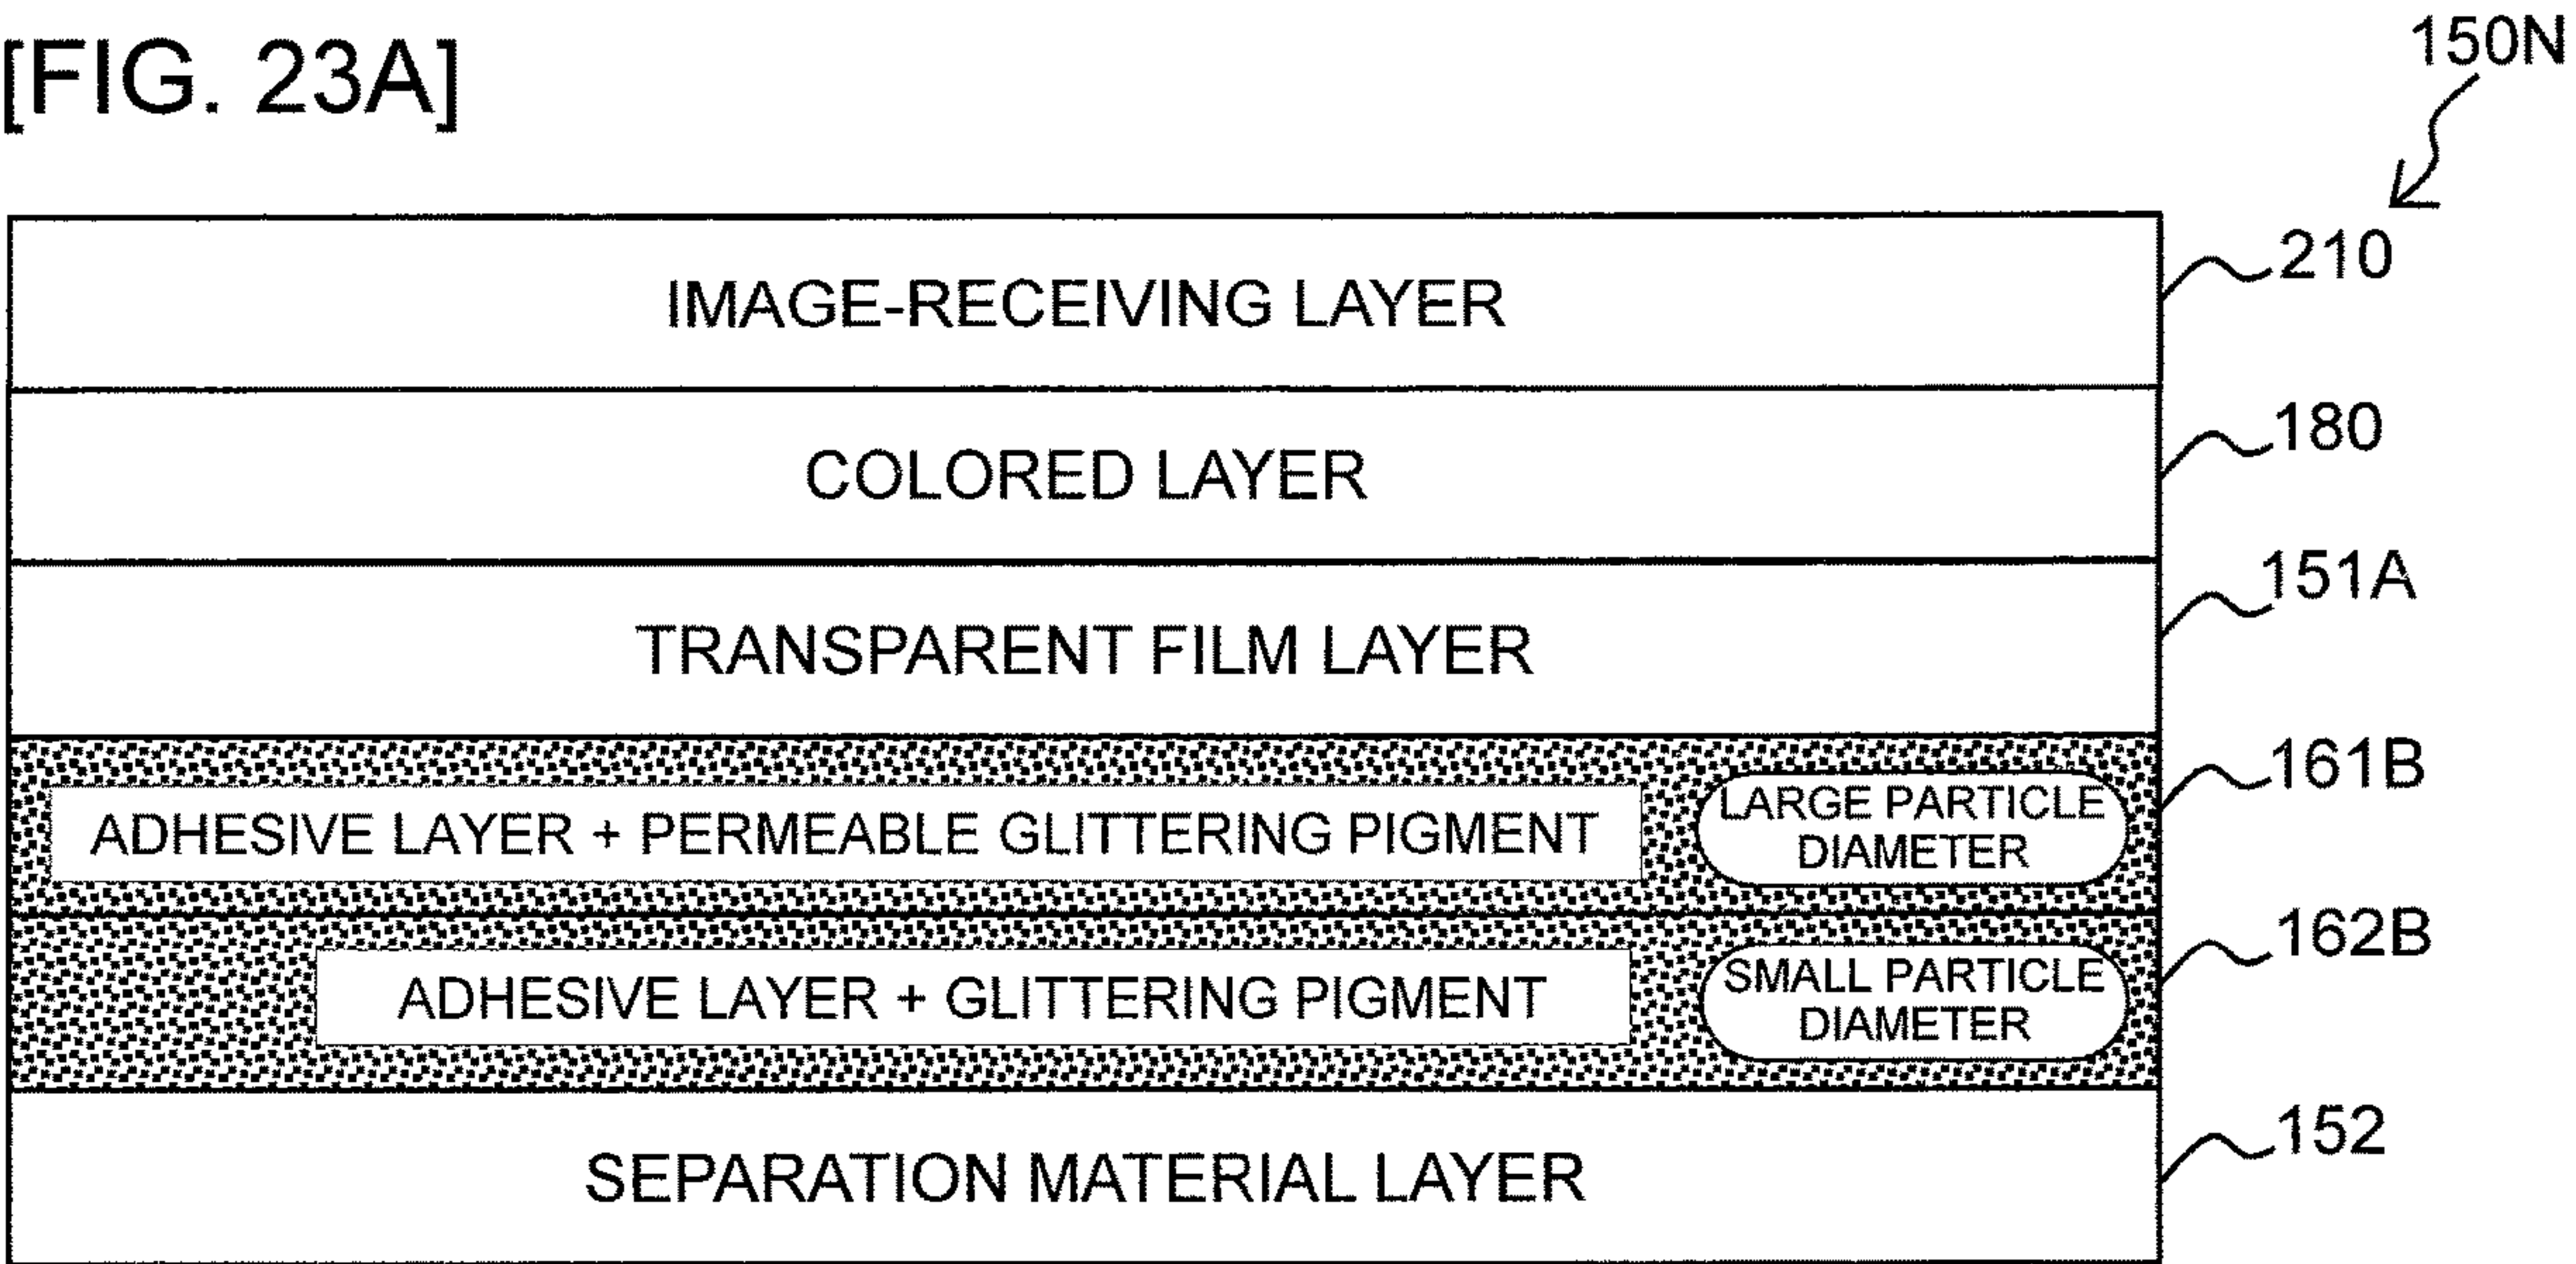 [FIG. 23A]
150N
IMAGE-RECEIVING LAYER
210
COLORED LAYER
180
TRANSPARENT FILM LAYER
151A
ADHESIVE LAYER + PERMEABLE GLITTERING PIGMENT
LARGE PARTICLE
DIAMETER
161B
ADHESIVE LAYER + GLITTERING PIGMENT
SMALL PARTICLE
DIAMETER
162B
SEPARATION MATERIAL LAYER
152